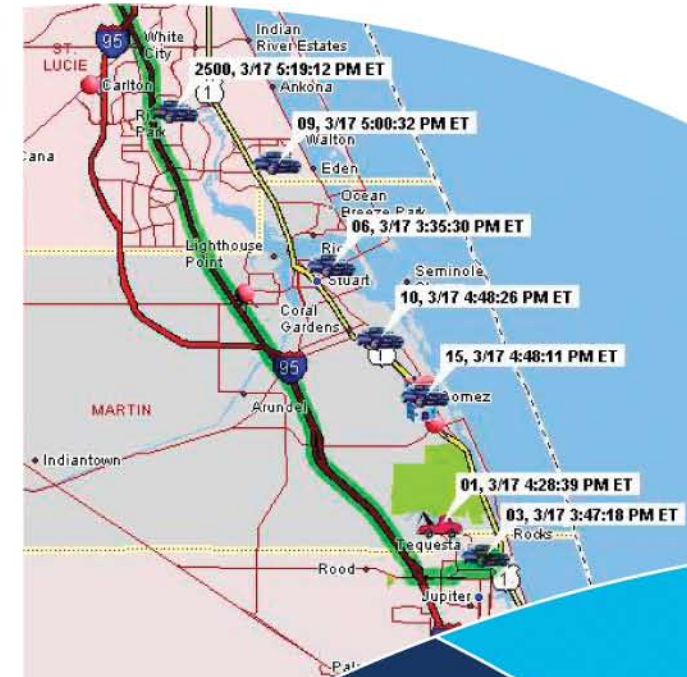 95
White
City
Indian
River Estates
ST.
LUCIE
2500, 3/17 5:19:12 PM ET
Carlton
1
Ankona
Park
09, 3/17 5:00:32 PM ET
Walton
Eden
Ocean
Breeze Park
06, 3/17 3:35:30 PM ET
Lighthouse
Point
Stuart
Seminole
10, 3/17 4:48:26 PM ET
Coral
Gardens
1
95
15, 3/17 4:48:11 PM ET
MARTIN
Arundel
Indiantown
01, 3/17 4:28:39 PM ET
03, 3/17 3:47:18 PM ET
Tequesta
Rocks
Rood
1
Jupiter